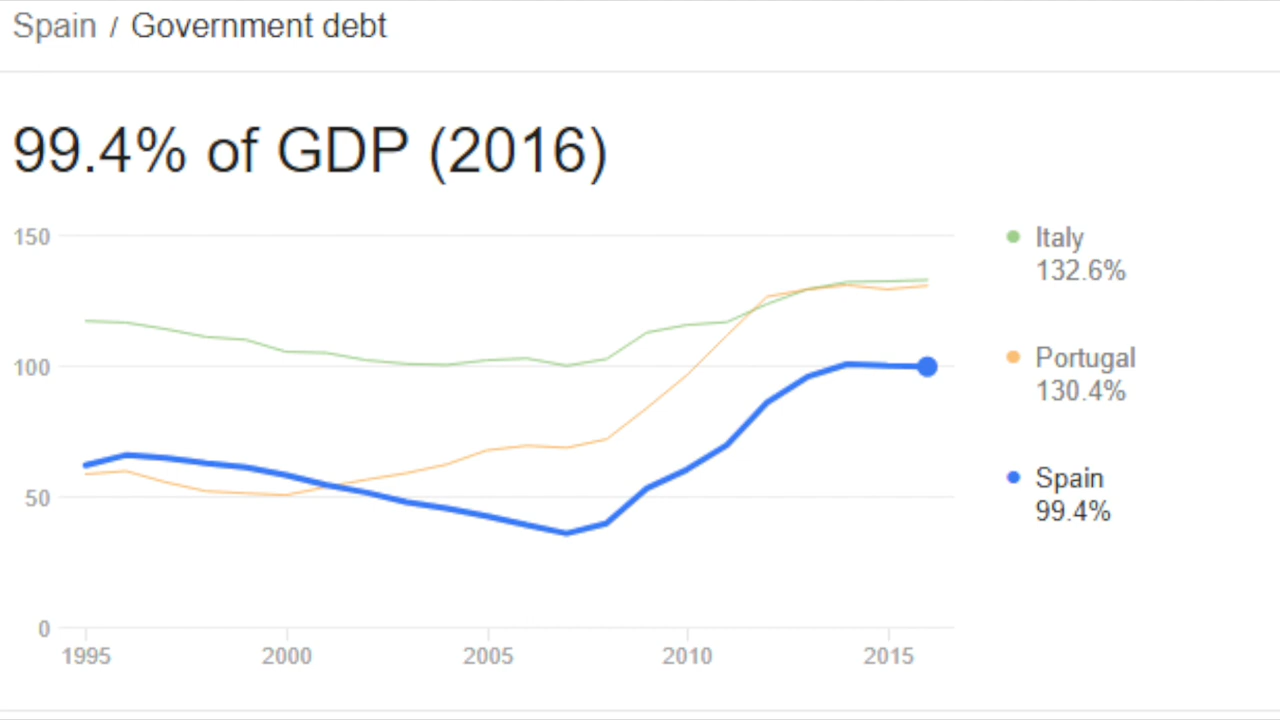 Spain / Government debt
99.4% of GDP (2016)
150
100
50
0
1995 2000 2005 2010 2015
Italy
132.6%
Portugal
130.4%
Spain
99.4%